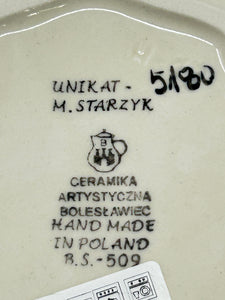 UNIKAT - 5180
M. STARZYK
B
CERAMIKA
ARTYSTYCZNA
BOLESŁAWIEC
HAND MADE
IN POLAND
B.S.-509